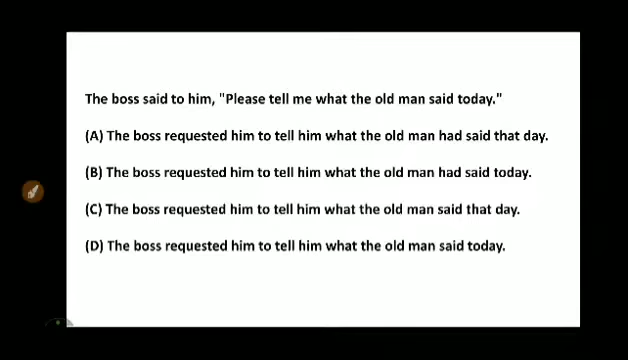 The boss said to him, "Please tell me what the old man said today."
(A) The boss requested him to tell him what the old man had said that day.
(B) The boss requested him to tell him what the old man had said today.
(C) The boss requested him to tell him what the old man said that day.
(D) The boss requested him to tell him what the old man said today.